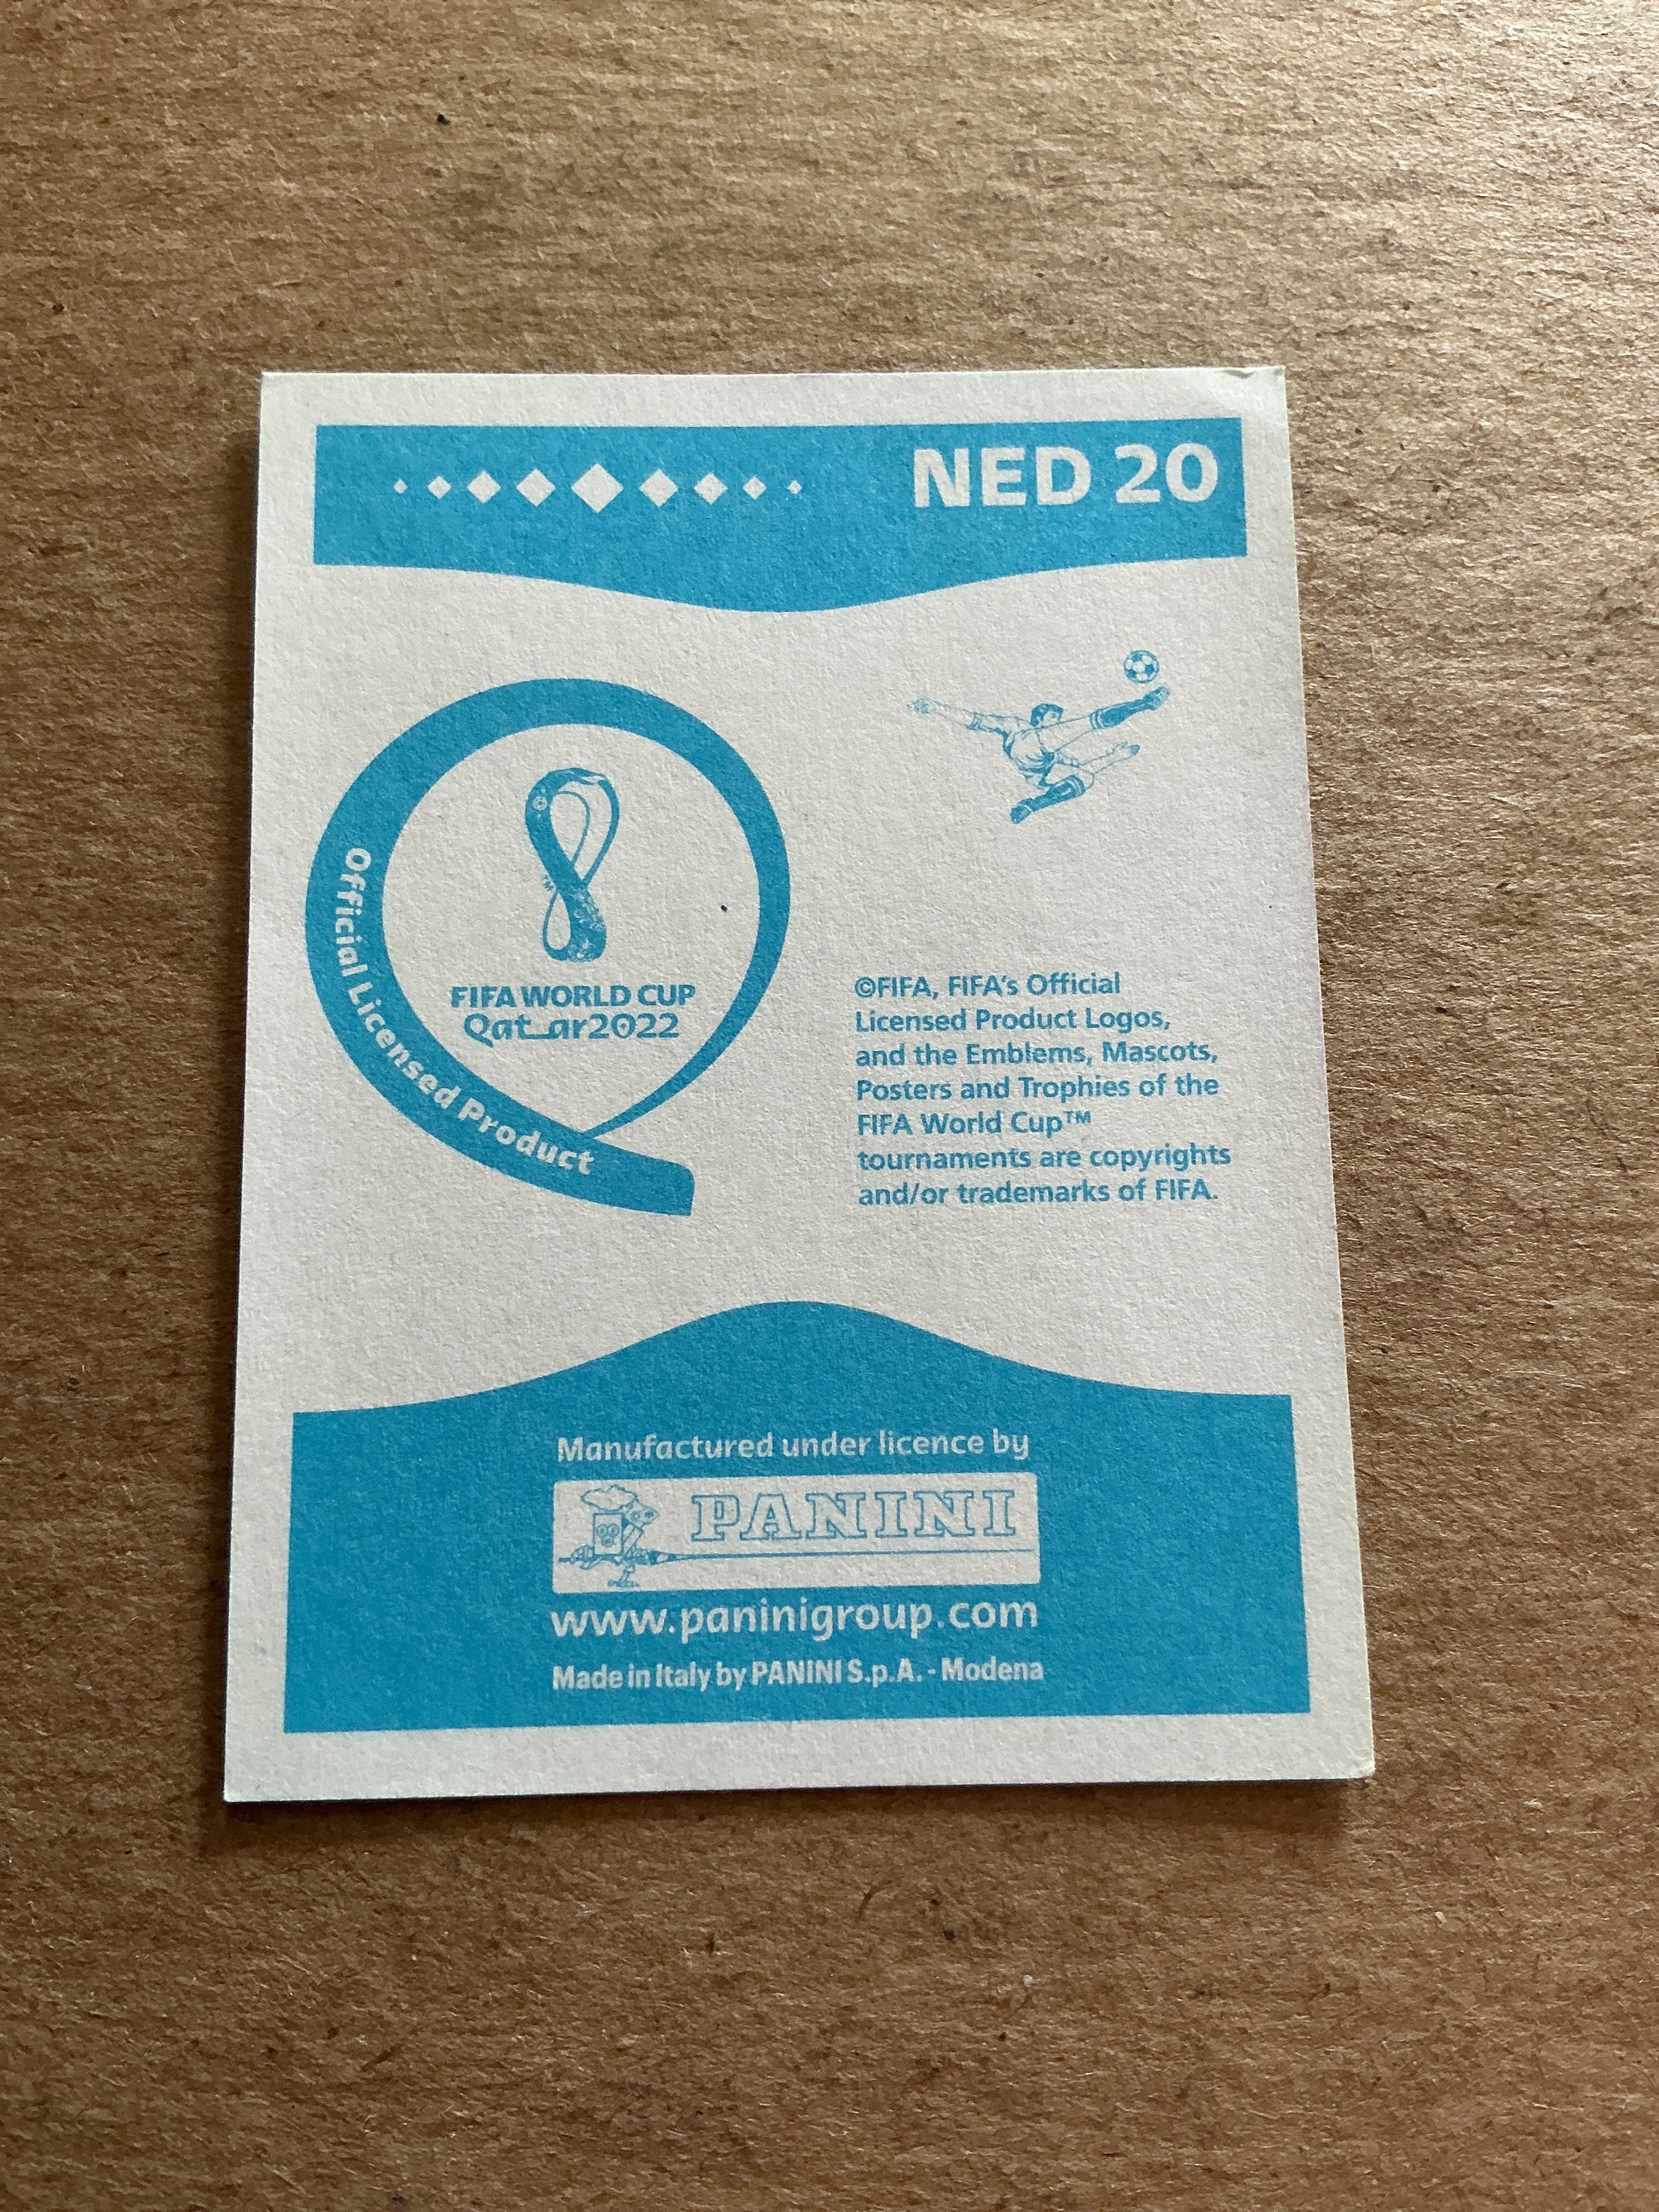 NED 20
Official Licensed Product
FIFA WORLD CUP
Qatar2022
©FIFA, FIFA's Official
Licensed Product Logos,
and the Emblems, Mascots,
Posters and Trophies of the
FIFA World Cup™
tournaments are copyrights
and/or trademarks of FIFA.
Manufactured under licence by
PANINI
www.paninigroup.com
Made in Italy by PANINI S.p.A. - Modena